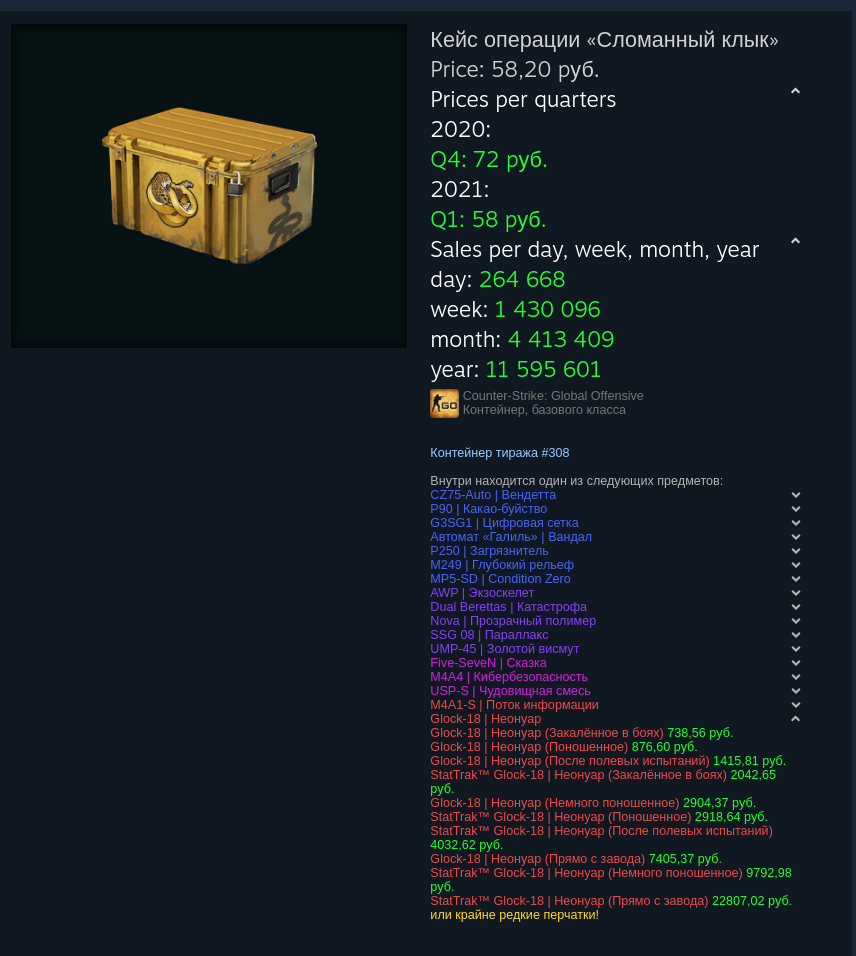 Кейс операции «Сломанный клык»
Price: 58,20 руб.
Prices per quarters
2020:
Q4: 72 руб.
2021:
Q1: 58 руб.
Sales per day, week, month, year
day: 264 668
week: 1 430 096
month: 4 413 409
year: 11 595 601
GO
Counter-Strike: Global Offensive
Контейнер, базового класса
Контейнер тиража #308
Внутри находится один из следующих предметов:
CZ75-Auto | Вендетта
P90 | Какао-буйство
G3SG1 | Цифровая сетка
Автомат «Галиль» | Вандал
P250 | Загрязнитель
M249 | Глубокий рельеф
MP5-SD | Condition Zero
AWP | Экзоскелет
Dual Berettas | Катастрофа
Nova | Прозрачный полимер
SSG 08 | Параллакс
UMP-45 | Золотой висмут
Five-SeveN | Сказка
M4A4 | Кибербезопасность
USP-S | Чудовищная смесь
M4A1-S | Поток информации
Glock-18 | Неонуар
Glock-18 | Неонуар (Закалённое в боях) 738,56 руб.
Glock-18 | Неонуар (Поношенное) 876,60 руб.
Glock-18 | Неонуар (После полевых испытаний) 1415,81 руб.
StatTrak™ Glock-18 | Неонуар (Закалённое в боях) 2042,65
руб.
Glock-18 | Неонуар (Немного поношенное) 2904,37 руб.
StatTrak™ Glock-18 | Неонуар (Поношенное) 2918,64 руб.
StatTrak™ Glock-18 | Неонуар (После полевых испытаний)
4032,62 руб.
Glock-18 | Неонуар (Прямо с завода) 7405,37 руб.
StatTrak™ Glock-18 | Неонуар (Немного поношенное) 9792,98
руб.
StatTrak™ Glock-18 | Неонуар (Прямо с завода) 22807,02 руб.
или крайне редкие перчатки!